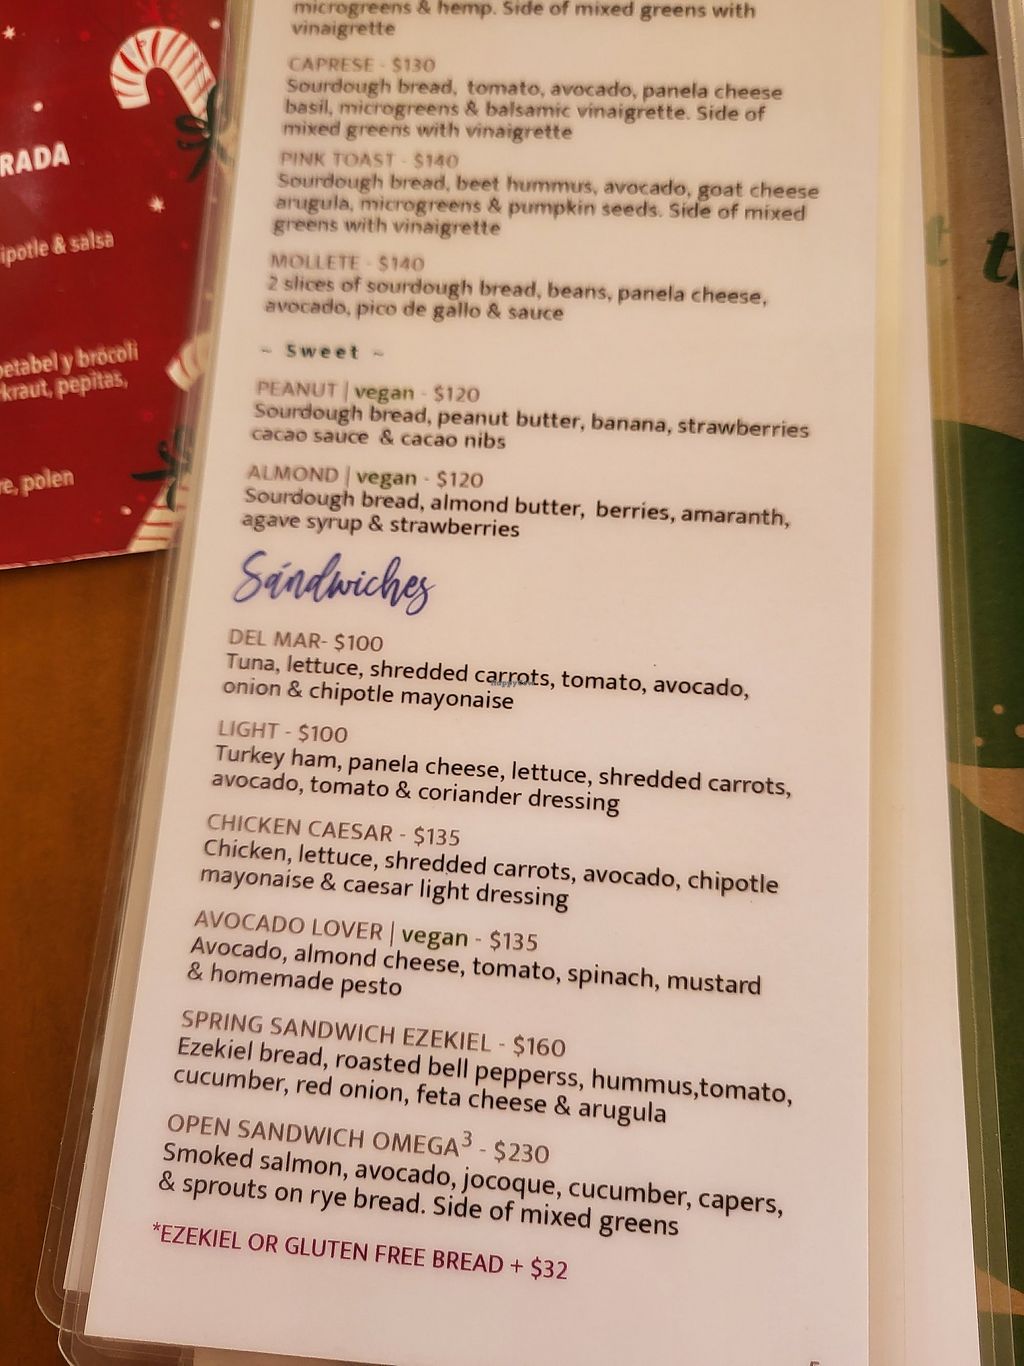 microgreens & hemp. Side of mixed greens with
vinaigrette
CAPRESE - $130
Sourdough bread, tomato, avocado, panela cheese
basil, microgreens & balsamic vinaigrette. Side of
mixed greens with vinaigrette
PINK TOAST - $140
Sourdough bread, beet hummus, avocado, goat cheese
arugula, microgreens & pumpkin seeds. Side of mixed
greens with vinaigrette
MOLLETE - $140
2 slices of sourdough bread, beans, panela cheese,
avocado, pico de gallo & sauce
~ Sweet ~
PEANUT | vegan - $120
Sourdough bread, peanut butter, banana, strawberries
cacao sauce & cacao nibs
ALMOND | vegan - $120
Sourdough bread, almond butter, berries, amaranth,
agave syrup & strawberries
Sándwiches
DEL MAR- $100
Tuna, lettuce, shredded carrots, tomato, avocado,
onion & chipotle mayonaise
LIGHT - $100
Turkey ham, panela cheese, lettuce, shredded carrots,
avocado, tomato & coriander dressing
CHICKEN CAESAR - $135
Chicken, lettuce, shredded carrots, avocado, chipotle
mayonaise & caesar light dressing
AVOCADO LOVER | vegan - $135
Avocado, almond cheese, tomato, spinach, mustard
& homemade pesto
SPRING SANDWICH EZEKIEL - $160
Ezekiel bread, roasted bell pepperss, hummus,tomato,
cucumber, red onion, feta cheese & arugula
OPEN SANDWICH OMEGA³ - $230
Smoked salmon, avocado, jocoque, cucumber, capers,
& sprouts on rye bread. Side of mixed greens
*EZEKIEL OR GLUTEN FREE BREAD + $32
RADA
ipotle & salsa
etabel y brócoli
kraut, pepitas,
re, polen
HappyCow